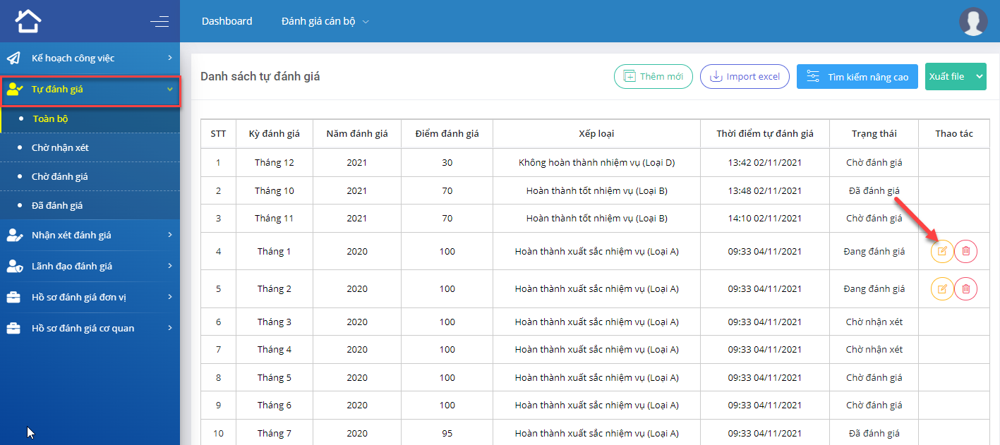 Dashboard
Đánh giá cán bộ
Kế hoạch công việc
Tự đánh giá
Toàn bộ
Chờ nhận xét
Chờ đánh giá
Đã đánh giá
Nhận xét đánh giá
Lãnh đạo đánh giá
Hồ sơ đánh giá đơn vị
Hồ sơ đánh giá cơ quan
Danh sách tự đánh giá
Thêm mới
Import excel
Tìm kiếm nâng cao
Xuất file
STT Kỳ đánh giá Năm đánh giá Điểm đánh giá Xếp loại Thời điểm tự đánh giá Trạng thái Thao tác
1 Tháng 12 2021 30 Không hoàn thành nhiệm vụ (Loại D) 13:42 02/11/2021 Chờ đánh giá
2 Tháng 10 2021 70 Hoàn thành tốt nhiệm vụ (Loại B) 13:48 02/11/2021 Đã đánh giá
3 Tháng 11 2021 70 Hoàn thành tốt nhiệm vụ (Loại B) 14:10 02/11/2021 Chờ đánh giá
4 Tháng 1 2020 100 Hoàn thành xuất sắc nhiệm vụ (Loại A) 09:33 04/11/2021 Đang đánh giá
5 Tháng 2 2020 100 Hoàn thành xuất sắc nhiệm vụ (Loại A) 09:33 04/11/2021 Đang đánh giá
6 Tháng 3 2020 100 Hoàn thành xuất sắc nhiệm vụ (Loại A) 09:33 04/11/2021 Chờ nhận xét
7 Tháng 4 2020 100 Hoàn thành xuất sắc nhiệm vụ (Loại A) 09:33 04/11/2021 Chờ nhận xét
8 Tháng 5 2020 100 Hoàn thành xuất sắc nhiệm vụ (Loại A) 09:33 04/11/2021 Chờ đánh giá
9 Tháng 6 2020 100 Hoàn thành xuất sắc nhiệm vụ (Loại A) 09:33 04/11/2021 Chờ đánh giá
10 Tháng 7 2020 95 Hoàn thành xuất sắc nhiệm vụ (Loại A) 09:33 04/11/2021 Đã đánh giá